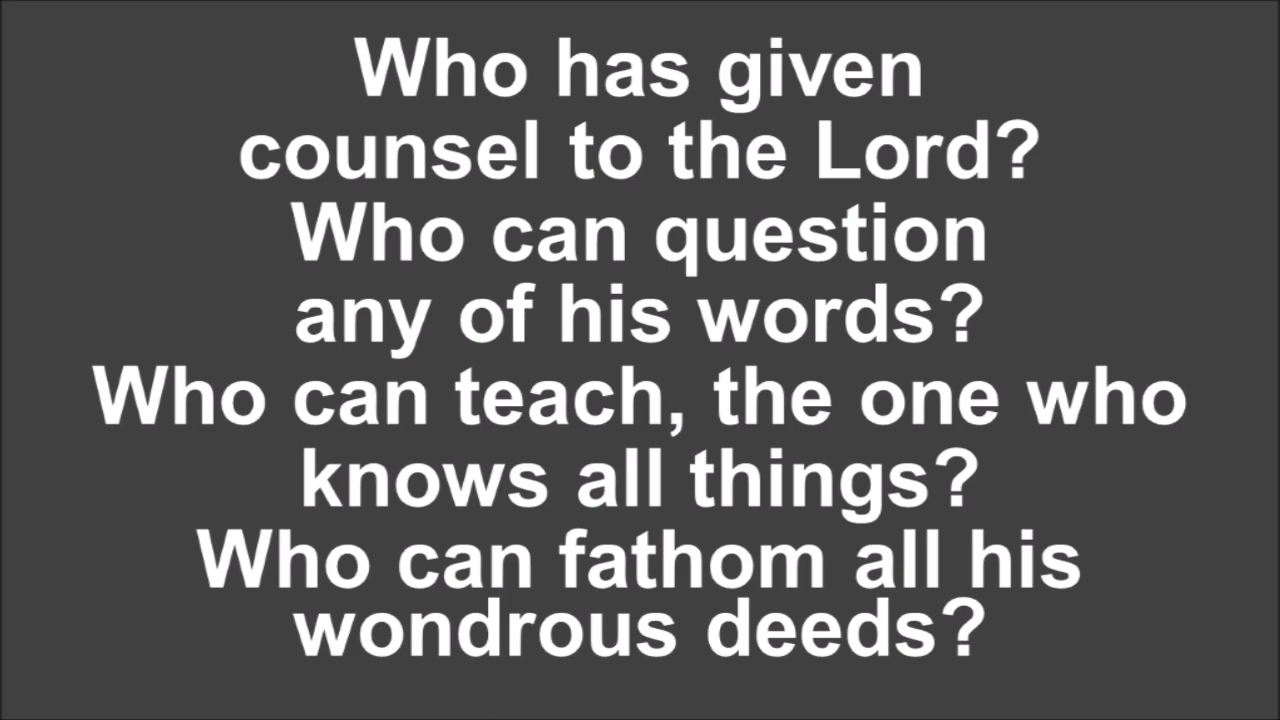 Who has given
counsel to the Lord?
Who can question
any of his words?
Who can teach, the one who
knows all things?
Who can fathom all his
wondrous deeds?